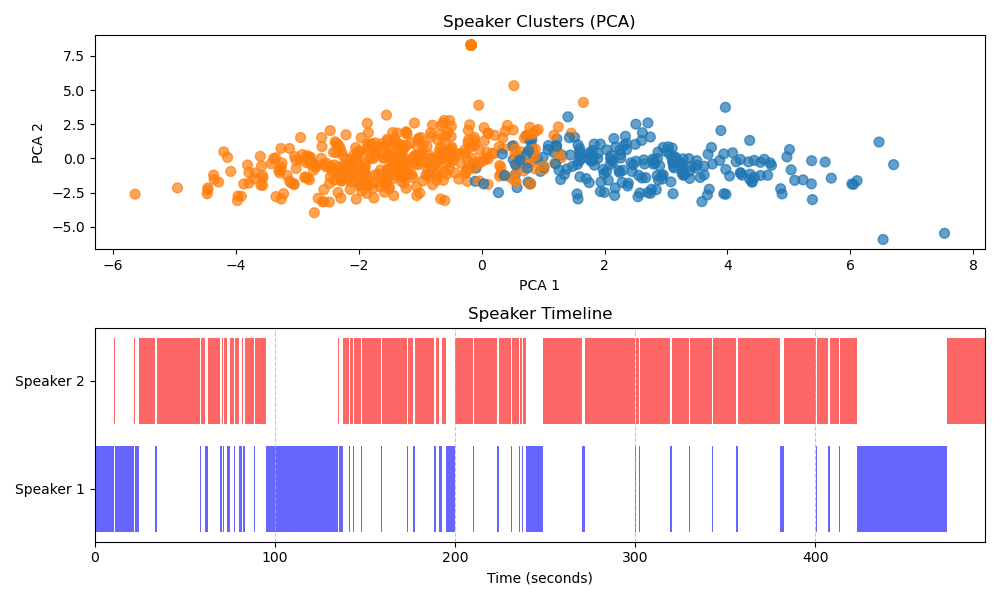 Speaker Clusters (PCA)
7.5
5.0
2.5
0.0
−2.5
−5.0
PCA 2
−6 −4 −2 0 2 4 6 8
PCA 1
Speaker Timeline
Speaker 2
Speaker 1
0 100 200 300 400
Time (seconds)